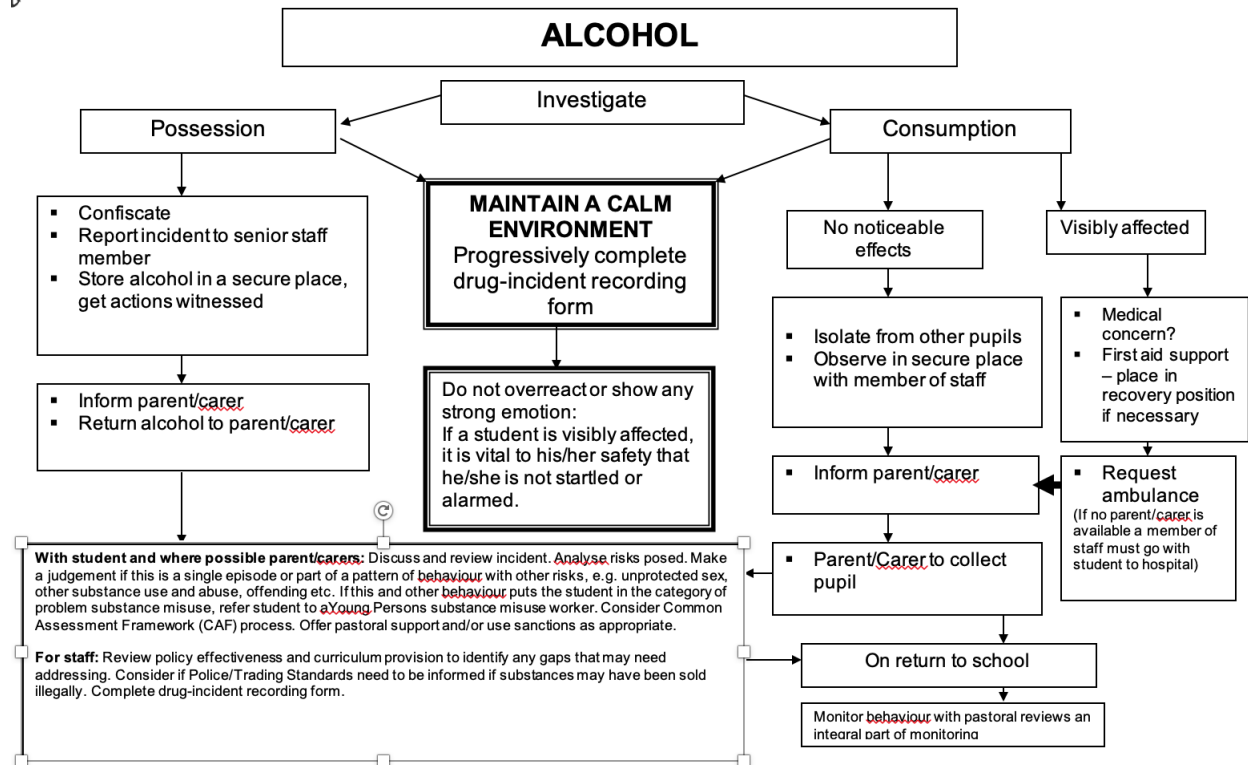 ALCOHOL
Investigate
Possession
Consumption
▪ Confiscate
▪ Report incident to senior staff
member
▪ Store alcohol in a secure place,
get actions witnessed
MAINTAIN A CALM
ENVIRONMENT
Progressively complete
drug-incident recording
form
No noticeable
effects
Visibly affected
▪ Isolate from other pupils
▪ Observe in secure place
with member of staff
▪ Medical
concern?
▪ First aid support
– place in
recovery position
if necessary
▪ Inform parent/carer
▪ Return alcohol to parent/carer
Do not overreact or show any
strong emotion:
If a student is visibly affected,
it is vital to his/her safety that
he/she is not startled or
alarmed.
▪ Inform parent/carer
▪ Request
ambulance
(If no parent/carer is
available a member of
staff must go with
student to hospital)
▪ Parent/Carer to collect
pupil
With student and where possible parent/carers: Discuss and review incident. Analyse risks posed. Make
a judgement if this is a single episode or part of a pattern of behaviour with other risks, e.g. unprotected sex,
other substance use and abuse, offending etc. If this and other behaviour puts the student in the category of
problem substance misuse, refer student to aYoung Persons substance misuse worker. Consider Common
Assessment Framework (CAF) process. Offer pastoral support and/or use sanctions as appropriate.
For staff: Review policy effectiveness and curriculum provision to identify any gaps that may need
addressing. Consider if Police/Trading Standards need to be informed if substances may have been sold
illegally. Complete drug-incident recording form.
On return to school
Monitor behaviour with pastoral reviews an
integral part of monitoring